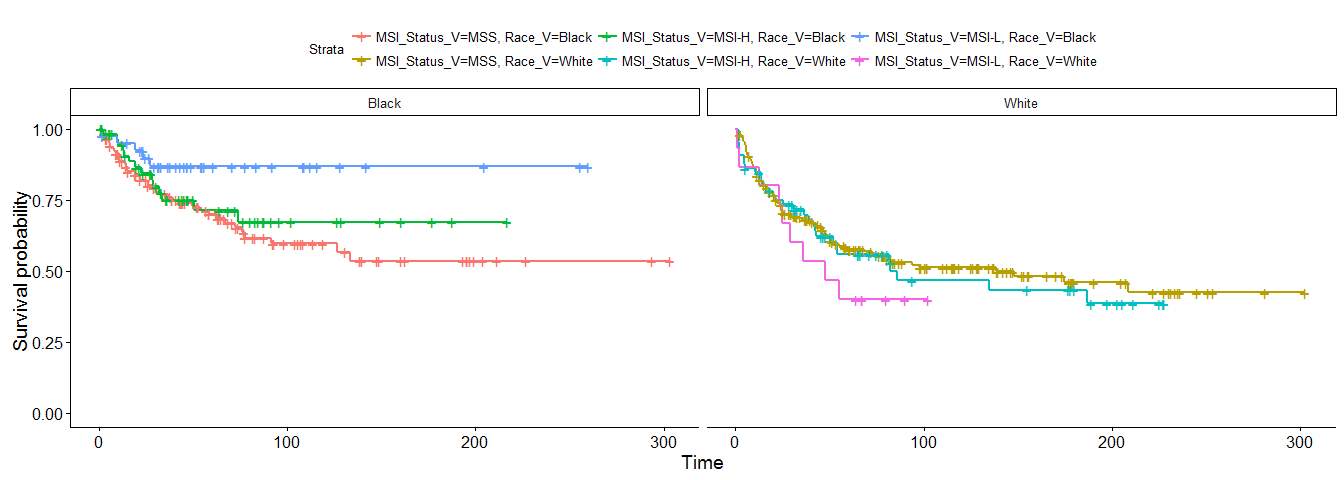 Strata
MSI_Status_V=MSS, Race_V=Black MSI_Status_V=MSI-H, Race_V=Black MSI_Status_V=MSI-L, Race_V=Black
MSI_Status_V=MSS, Race_V=White MSI_Status_V=MSI-H, Race_V=White MSI_Status_V=MSI-L, Race_V=White
Black White
Survival probability
1.00
0.75
0.50
0.25
0.00
0 100 200 300 0 100 200 300
Time